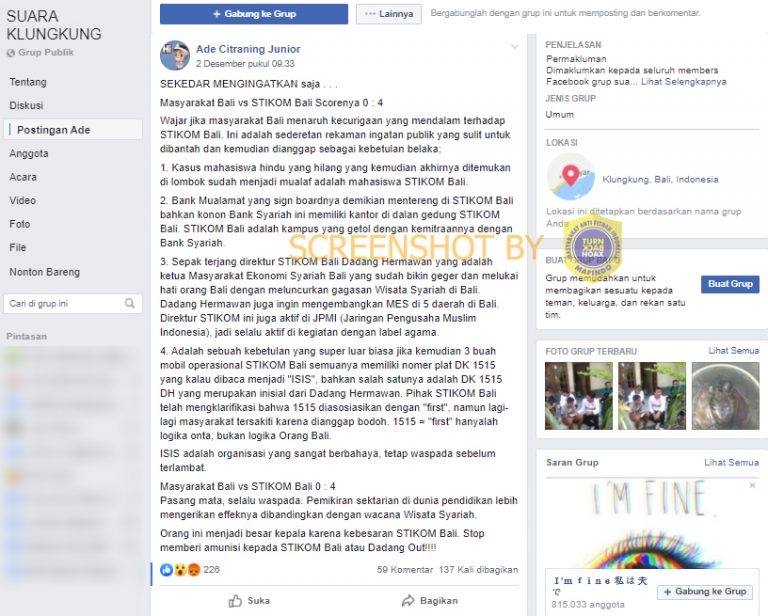 SUARA
KLUNGKUNG
Grup Publik
Tentang
Diskusi
Postingan Ade
Anggota
Acara
Video
Foto
File
Nonton Bareng
Cari di grup ini
Pintasan
+ Gabung ke Grup
••• Lainnya
Bergabunglah dengan grup ini untuk memposting dan berkomentar.
Ade Citraning Junior
2 Desember pukul 09.33
SEKEDAR MENGINGATKAN saja . . .
Masyarakat Bali vs STIKOM Bali Scorenya 0 : 4
Wajar jika masyarakat Bali menaruh kecurigaan yang mendalam terhadap
STIKOM Bali. Ini adalah sederetan rekaman ingatan publik yang sulit untuk
dibantah dan kemudian dianggap sebagai kebetulan belaka;
1. Kasus mahasiswa hindu yang hilang yang kemudian akhirnya ditemukan
di lombok sudah menjadi mualaf adalah mahasiswa STIKOM Bali.
2. Bank Mualamat yang sign boardnya demikian mentereng di STIKOM Bali
bahkan konon Bank Syariah ini memiliki kantor di dalan gedung STIKOM
Bali. STIKOM Bali adalah kampus yang getol dengan kemitraannya dengan
Bank Syariah.
3. Sepak terjang direktur STIKOM Bali Dadang Hermawan yang adalah
ketua Masyarakat Ekonomi Syariah Bali yang sudah bikin geger dan melukai
hati orang Bali dengan meluncurkan gagasan Wisata Syariah di Bali.
Dadang Hermawan juga ingin mengembangkan MES di 5 daerah di Bali.
Direktur STIKOM ini juga aktif di JPMI (Jaringan Pengusaha Muslim
Indonesia), jadi selalu aktif di kegiatan dengan label agama.
4. Adalah sebuah kebetulan yang super luar biasa jika kemudian 3 buah
mobil operasional STIKOM Bali semuanya memiliki nomer plat DK 1515
yang kalau dibaca menjadi "ISIS", bahkan salah satunya adalah DK 1515
DH yang merupakan inisial dari Dadang Hermawan. Pihak STIKOM Bali
telah mengklarifikasi bahwa 1515 diasosiasikan dengan "first", namun lagi-
lagi masyarakat tersakiti karena dianggap bodoh. 1515 = "first" hanyalah
logika onta, bukan logika Orang Bali.
ISIS adalah organisasi yang sangat berbahaya, tetap waspada sebelum
terlambat.
Masyarakat Bali vs STIKOM Bali 0 : 4
Pasang mata, selalu waspada. Pemikiran sektarian di dunia pendidikan lebih
mengerikan effeknya dibandingkan dengan wacana Wisata Syariah.
Orang ini menjadi besar kepala karena kebesaran STIKOM Bali. Stop
memberi amunisi kepada STIKOM Bali atau Dadang Out!!!!
226
59 Komentar 137 Kali dibagikan
Suka
Bagikan
SCREENSHOT BY
MASYARAKAT ANTI FITNAH INDONESIA
TURN
BACK
HOAX
MAFINDO
PENJELASAN
Permakluman
Dimaklumkan kepada seluruh members
Facebook grup sua... Lihat Selengkapnya
JENIS GRUP
Umum
LOKASI
Klungkung, Bali, Indonesia
Lokasi ini ditetapkan berdasarkan nama grup
Anda
BUAT GRUP BARU
Grup memudahkan untuk
membagikan sesuatu kepada
teman, keluarga, dan rekan satu
tim.
Buat Grup
FOTO GRUP TERBARU
Lihat Semua
Saran Grup
Lihat Semua
I'M FINE
I'm fine 私は大
で
815.033 anggota
+ Gabung ke Grup